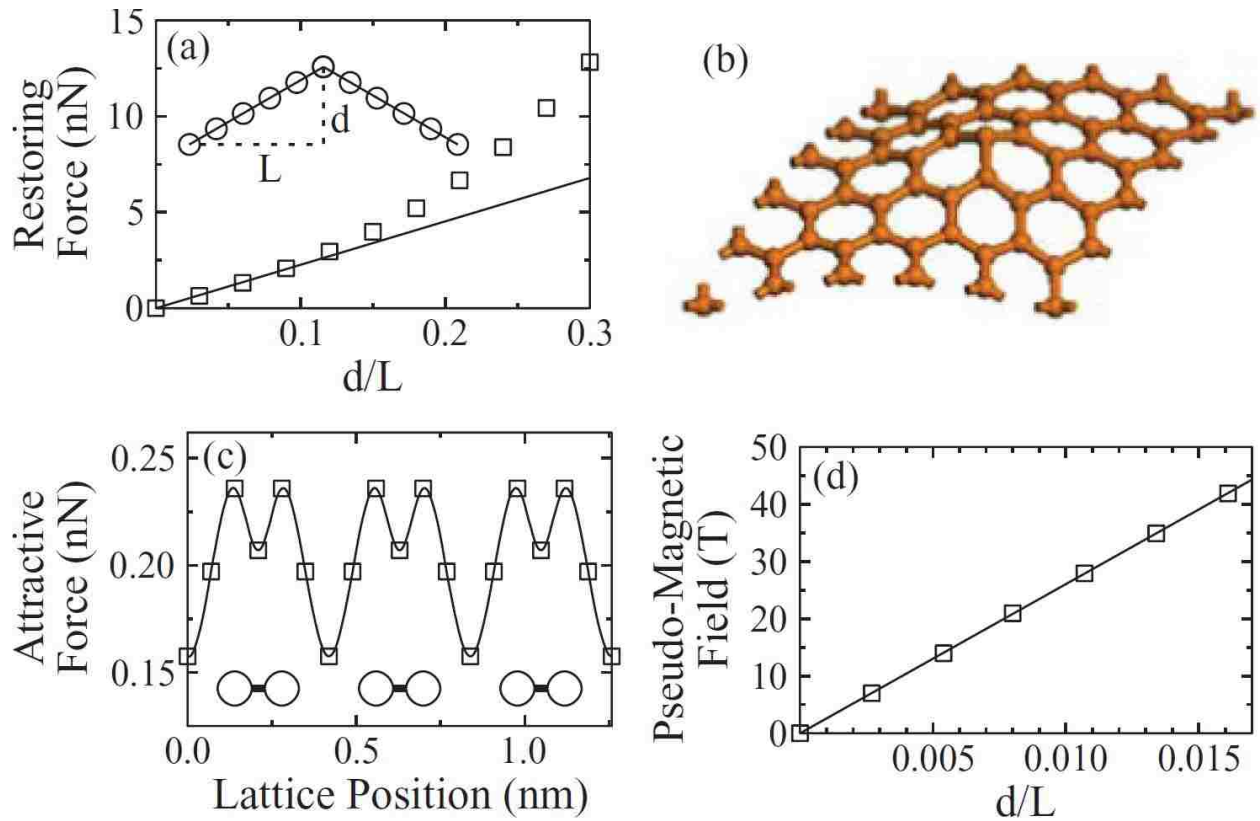 (a)
Restoring
Force (nN)
15
10
5
0
d
L
0.1
0.2
0.3
d/L
(b)
(c)
Attractive
Force (nN)
0.25
0.20
0.15
0.0
0.5
1.0
Lattice Position (nm)
(d)
Pseudo-Magnetic
Field (T)
50
40
30
20
10
0
0.005
0.010
0.015
d/L